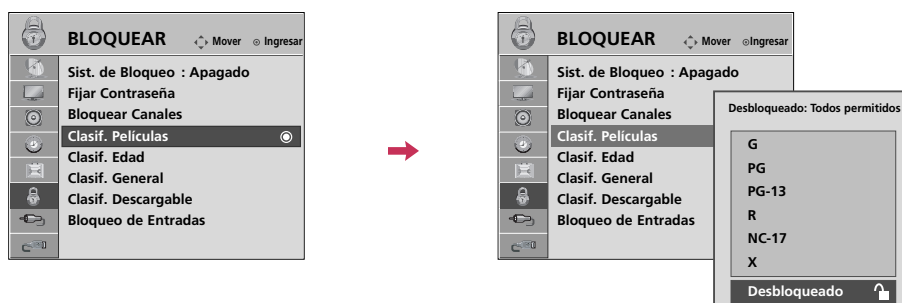 BLOQUEAR Mover Ingresar
Sist. de Bloqueo : Apagado
Fijar Contraseña
Bloquear Canales
Clasif. Películas
Clasif. Edad
Clasif. General
Clasif. Descargable
Bloqueo de Entradas
BLOQUEAR Mover Ingresar
Sist. de Bloqueo : Apagado
Fijar Contraseña
Bloquear Canales
Clasif. Películas
Clasif. Edad
Clasif. General
Clasif. Descargable
Bloqueo de Entradas
Desbloqueado: Todos permitidos
G
PG
PG-13
R
NC-17
X
Desbloqueado